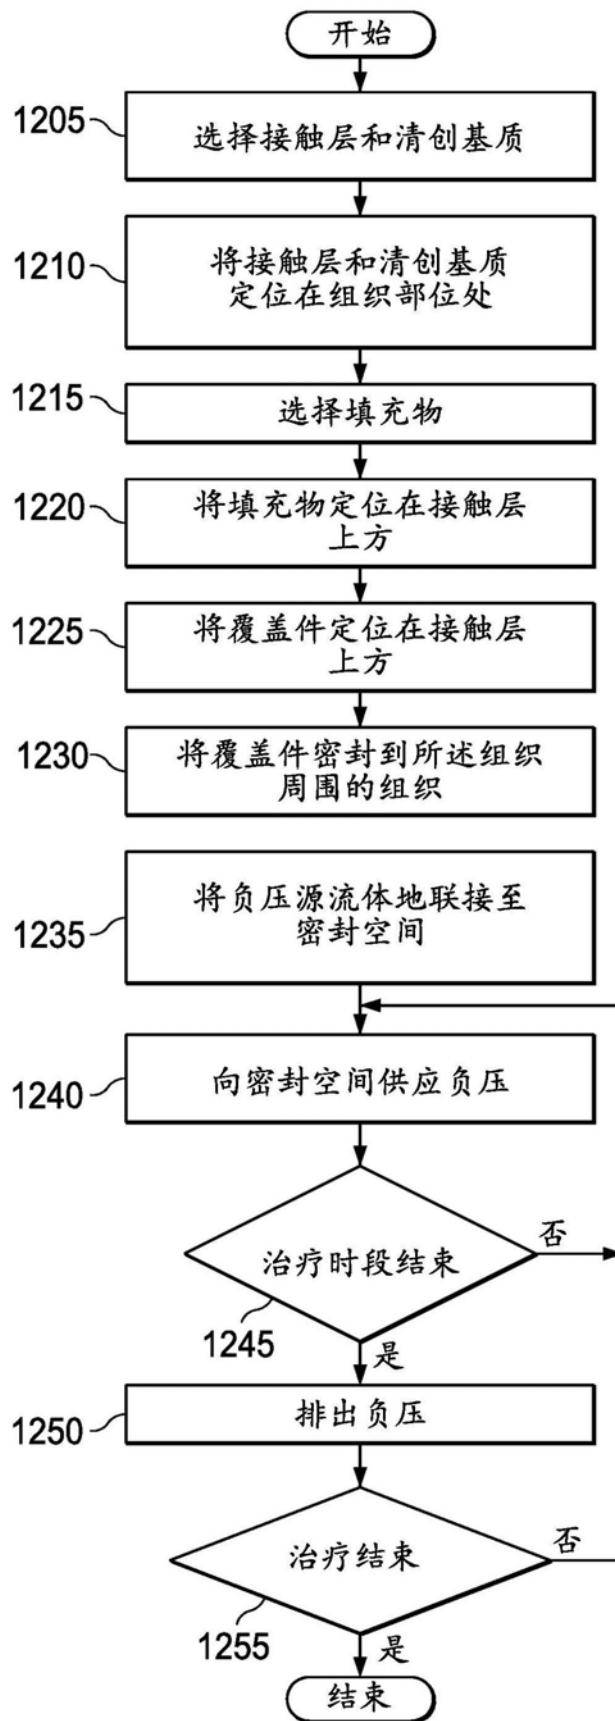 开始
1205
选择接触层和清创基质
1210
将接触层和清创基质
定位在组织部位处
1215
选择填充物
1220
将填充物定位在接触层
上方
1225
将覆盖件定位在接触层
上方
1230
将覆盖件密封到所述组织
周围的组织
1235
将负压源流体地联接至
密封空间
1240
向密封空间供应负压
否
治疗时段结束
1245
是
1250
排出负压
否
治疗结束
1255
是
结束